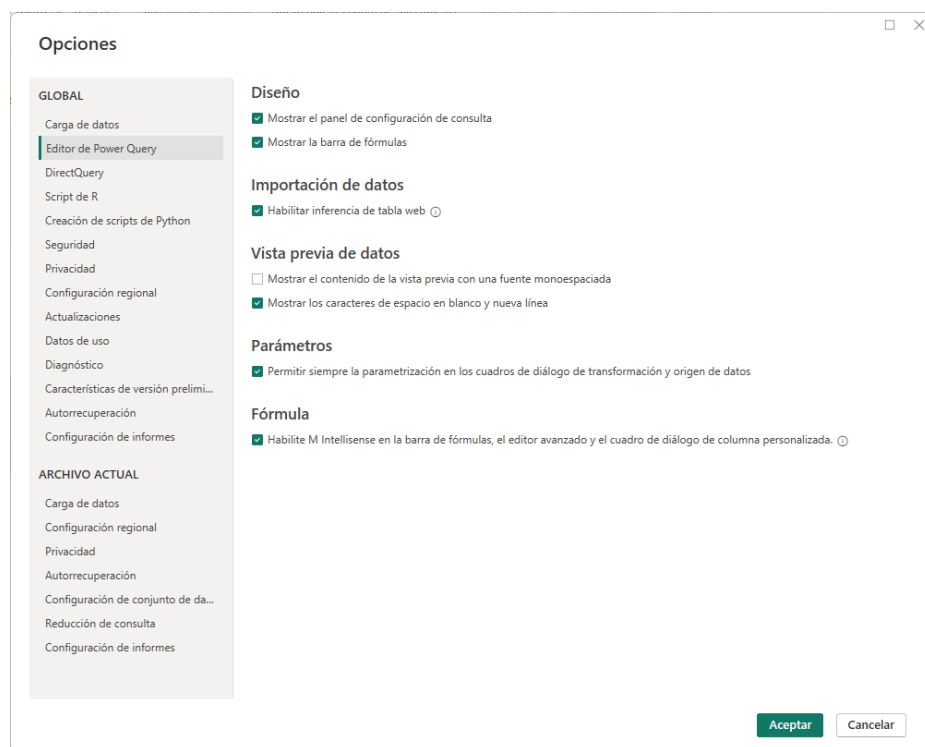 Opciones
GLOBAL
Carga de datos
Editor de Power Query
DirectQuery
Script de R
Creación de scripts de Python
Seguridad
Privacidad
Configuración regional
Actualizaciones
Datos de uso
Diagnóstico
Características de versión prelimi...
Autorrecuperación
Configuración de informes
ARCHIVO ACTUAL
Carga de datos
Configuración regional
Privacidad
Autorrecuperación
Configuración de conjunto de da...
Reducción de consulta
Configuración de informes
Diseño
Mostrar el panel de configuración de consulta
Mostrar la barra de fórmulas
Importación de datos
Habilitar inferencia de tabla web
Vista previa de datos
Mostrar el contenido de la vista previa con una fuente monoespaciada
Mostrar los caracteres de espacio en blanco y nueva línea
Parámetros
Permitir siempre la parametrización en los cuadros de diálogo de transformación y origen de datos
Fórmula
Habilite M Intellisense en la barra de fórmulas, el editor avanzado y el cuadro de diálogo de columna personalizada.
Aceptar
Cancelar